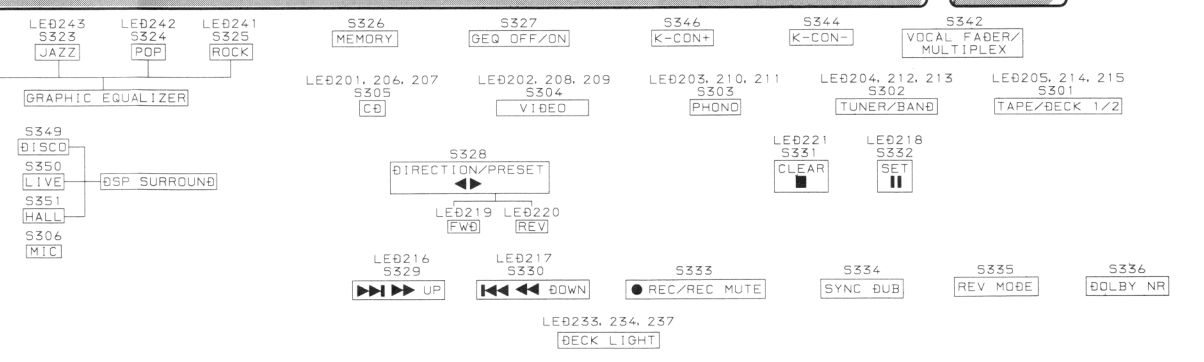 LED243 LED242 LED241 S326 S327 S346 S344 S342
S323 S324 S325 MEMORY GEQ OFF/ON K-CON+ K-CON- VOCAL FADER/
JAZZ POP ROCK MULTIPLEX
GRAPHIC EQUALIZER
LED201, 206, 207 LED202, 208, 209 LED203, 210, 211 LED204, 212, 213 LED205, 214, 215
S305 S304 S303 S302 S301
CD VIDEO PHONO TUNER/BAND TAPE/DECK 1/2
S349
DISCO
S350
LIVE DSP SURROUND
S351
HALL
S306
MIC
S328
DIRECTION/PRESET
◀▶
LED219 LED220
FWD REV
LED221 LED218
S331 S332
CLEAR SET
■ ▮▮
LED216 LED217
S329 S330 S333 S334 S335 S336
▶▶| ▶▶ UP |◀◀ ◀◀ DOWN ● REC/REC MUTE SYNC DUB REV MODE DOLBY NR
LED233, 234, 237
DECK LIGHT